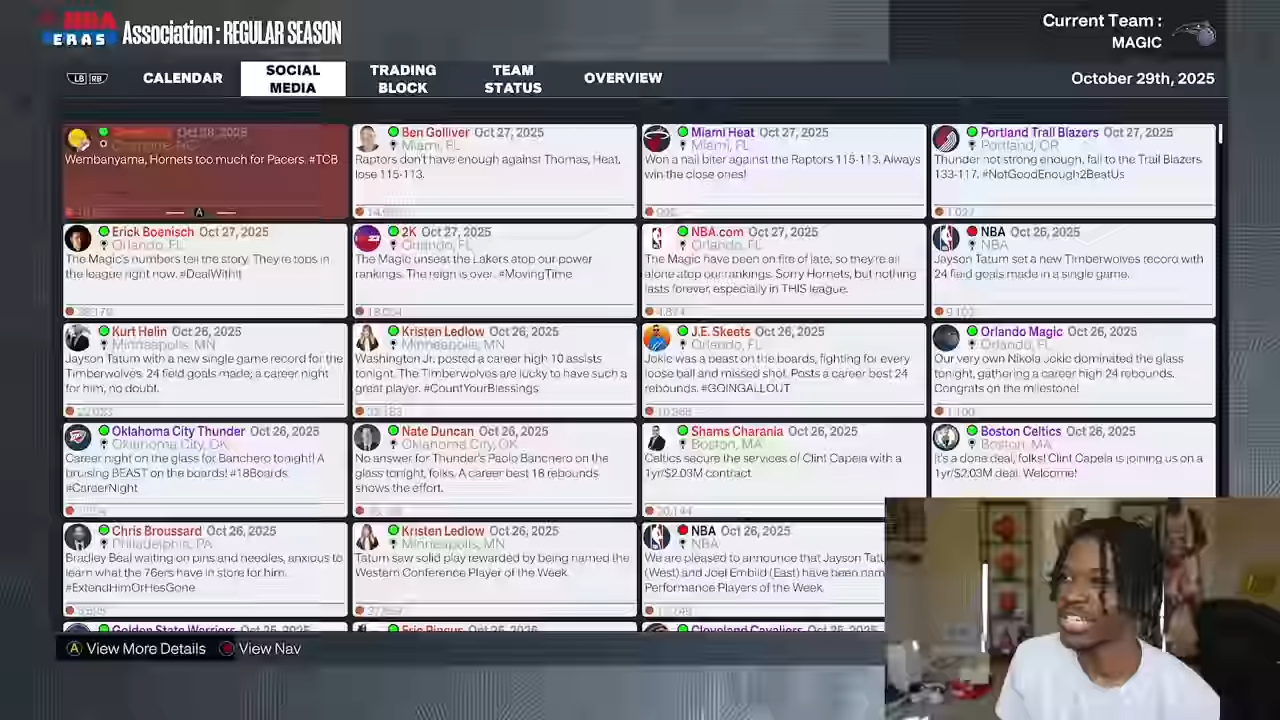 NBA
ERAS
Association : REGULAR SEASON
Current Team :
MAGIC
LB RB
CALENDAR
SOCIAL
MEDIA
TRADING
BLOCK
TEAM
STATUS
OVERVIEW
October 29th, 2025
Wembanyama, Hornets too much for Pacers. #TCB
A
Ben Golliver Oct 27, 2025
Miami, FL
Raptors don't have enough against Thomas, Heat,
lose 115-113.
Miami Heat Oct 27, 2025
Miami, FL
Won a nail biter against the Raptors 115-113. Always
win the close ones!
Portland Trail Blazers Oct 27, 2025
Portland, OR
Thunder not strong enough, fall to the Trail Blazers
133-117. #NotGoodEnough2BeatUs
Erick Boenisch Oct 27, 2025
Orlando, FL
The Magic's numbers tell the story. They're tops in
the league right now. #DealWithIt
2K Oct 27, 2025
Orlando, FL
The Magic unseat the Lakers atop our power
rankings. The reign is over. #MovingTime
NBA.com Oct 27, 2025
Orlando, FL
The Magic have been on fire of late, so they're all
alone atop our rankings. Sorry Hornets, but nothing
lasts forever, especially in THIS league.
NBA Oct 26, 2025
NBA
Jayson Tatum set a new Timberwolves record with
24 field goals made in a single game.
Kurt Helin Oct 26, 2025
Minneapolis, MN
Jayson Tatum with a new single game record for the
Timberwolves. 24 field goals made; a career night
for him, no doubt.
Kristen Ledlow Oct 26, 2025
Minneapolis, MN
Washington Jr. posted a career high 10 assists
tonight. The Timberwolves are lucky to have such a
great player. #CountYourBlessings
J.E. Skeets Oct 26, 2025
Orlando, FL
Jokic was a beast on the boards, fighting for every
loose ball and missed shot. Posts a career best 24
rebounds. #GOINGALLOUT
Orlando Magic Oct 26, 2025
Orlando, FL
Our very own Nikola Jokic dominated the glass
tonight, gathering a career high 24 rebounds.
Congrats on the milestone!
Oklahoma City Thunder Oct 26, 2025
Oklahoma City, OK
Career night on the glass for Banchero tonight! A
bruising BEAST on the boards! #18Boards
#CareerNight
Nate Duncan Oct 26, 2025
Oklahoma City, OK
No answer for Thunder's Paolo Banchero on the
glass tonight, folks. A career best 18 rebounds
shows the effort.
Shams Charania Oct 26, 2025
Boston, MA
Celtics secure the services of Clint Capela with a
1yr/$2.03M contract.
Boston Celtics Oct 26, 2025
Boston, MA
It's a done deal, folks! Clint Capela is joining us on a
1yr/$2.03M deal. Welcome!
Chris Broussard Oct 26, 2025
Philadelphia, PA
Bradley Beal waiting on pins and needles, anxious to
learn what the 76ers have in store for him.
#ExtendHimOrHesGone
Kristen Ledlow Oct 26, 2025
Minneapolis, MN
Tatum saw solid play rewarded by being named the
Western Conference Player of the Week.
NBA Oct 26, 2025
NBA
We are pleased to announce that Jayson Tatu
(West) and Joel Embiid (East) have been nam
Performance Players of the Week.
Golden State Warriors Oct 25, 2025
Eric Pincus Oct 25, 2025
Cleveland Cavaliers Oct 25, 2025
A View More Details
View Nav